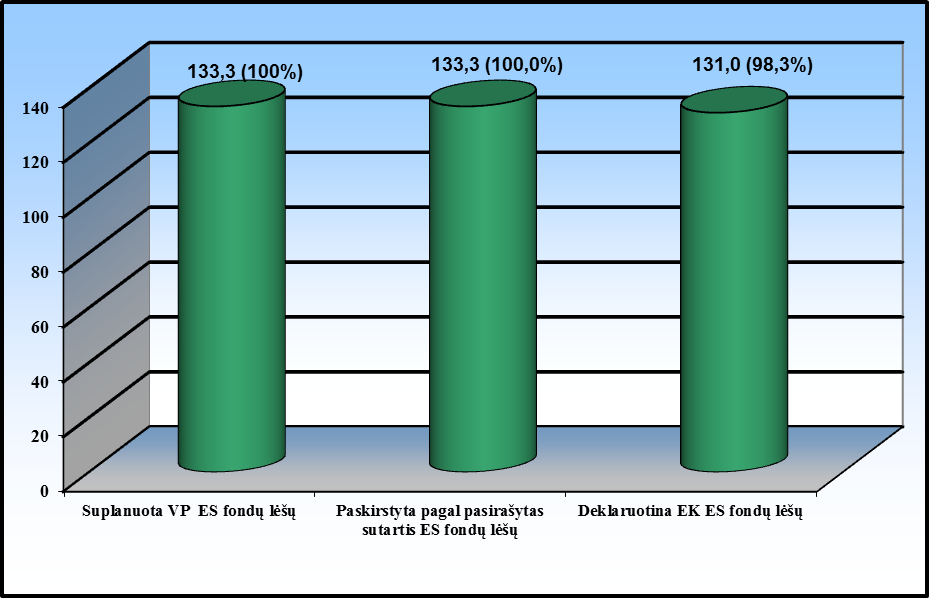 133,3 (100%)
133,3 (100,0%)
131,0 (98,3%)
140
120
100
80
60
40
20
0
Suplanuota VP ES fondų lėšų
Paskirstyta pagal pasirašytas
sutartis ES fondų lėšų
Deklaruotina EK ES fondų lėšų